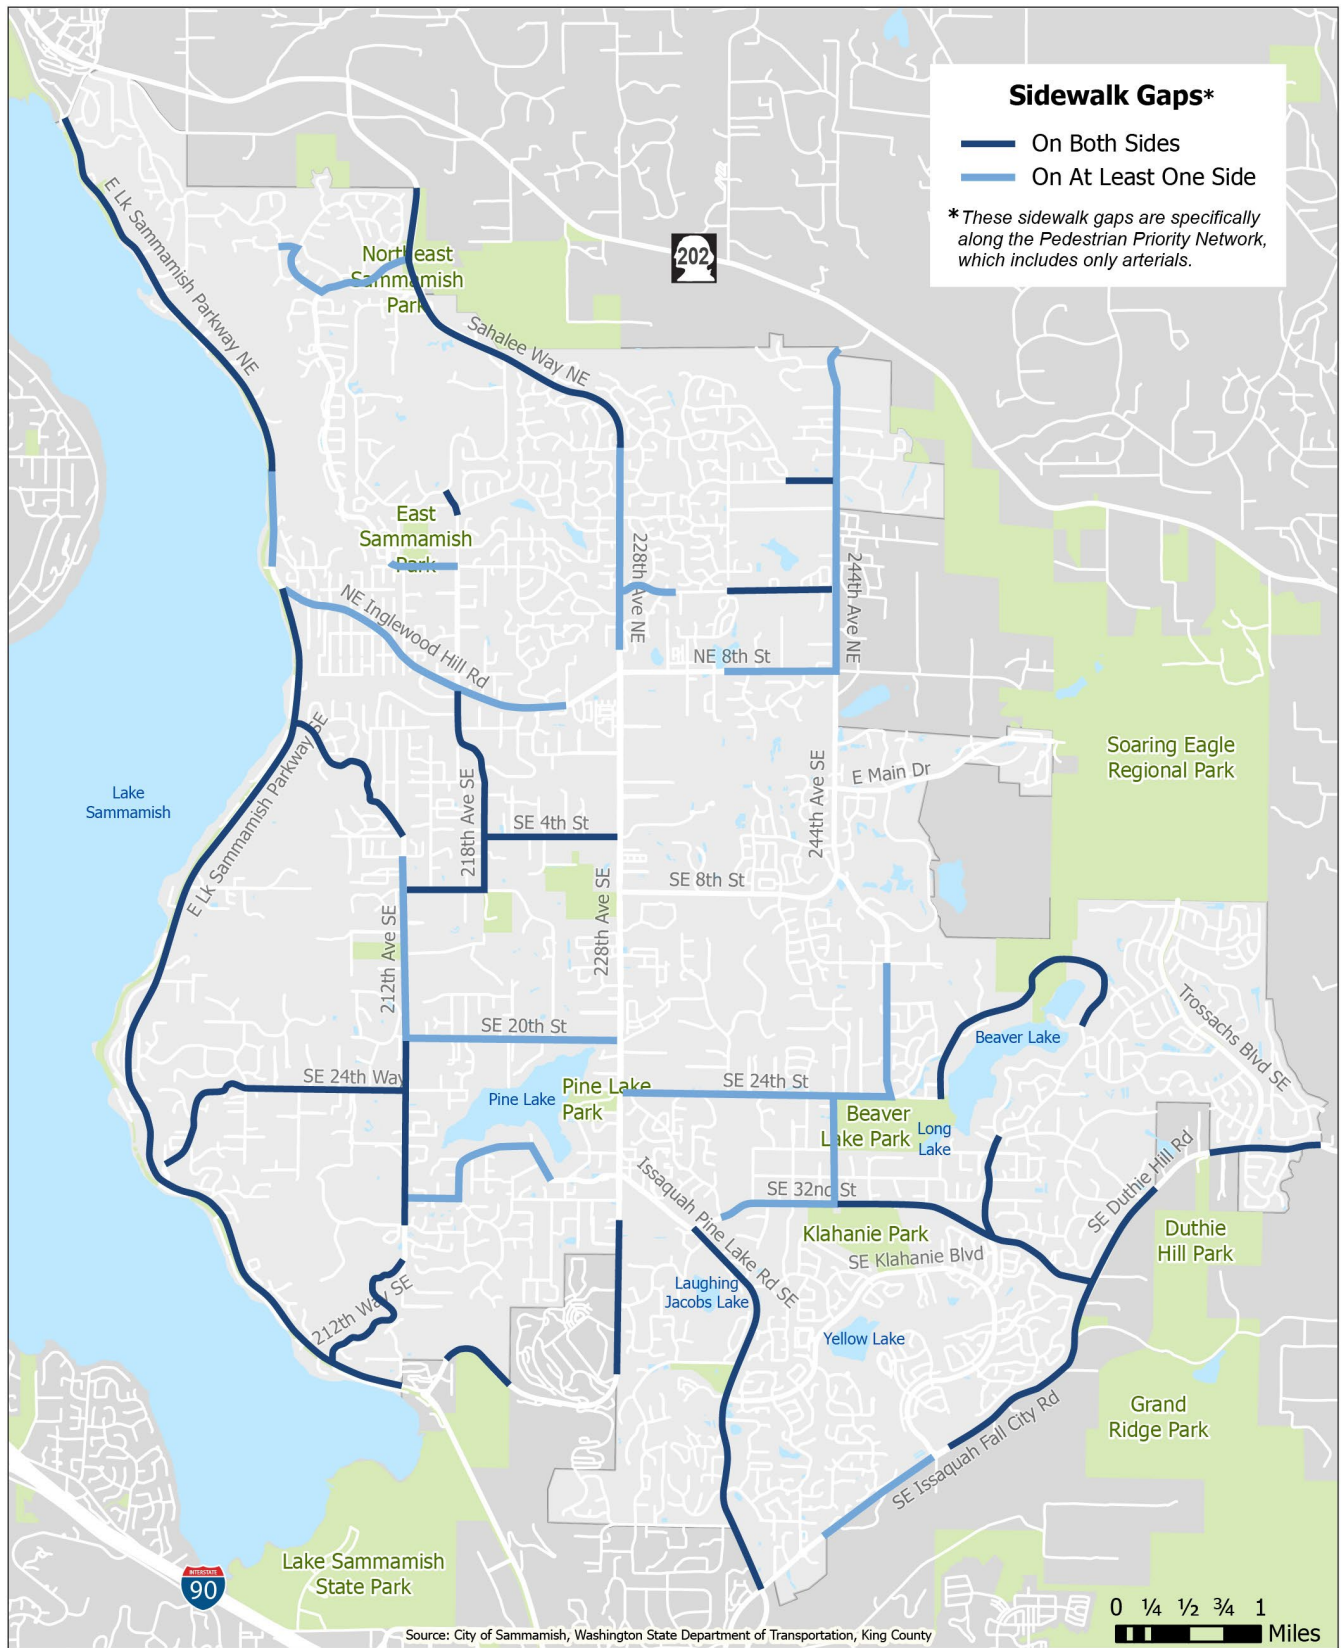 Sidewalk Gaps*
On Both Sides
On At Least One Side
* These sidewalk gaps are specifically
along the Pedestrian Priority Network,
which includes only arterials.
E Lk Sammamish Parkway NE
Northeast
Sammamish
Park
202
Sahalee Way NE
East
Sammamish
Park
228th Ave NE
244th Ave NE
NE Inglewood Hill Rd
NE 8th St
Soaring Eagle
Regional Park
E Main Dr
Lake
Sammamish
E Lk Sammamish Parkway SE
218th Ave SE
SE 4th St
244th Ave SE
SE 8th St
228th Ave SE
212th Ave SE
SE 20th St
Trossachs Blvd SE
Beaver Lake
SE 24th Way
SE 24th St
Pine Lake
Pine Lake
Park
Beaver
Lake Park
Long
Lake
SE Duthie Hill Rd
Issaquah Pine Lake Rd SE
SE 32nd St
Klahanie Park
SE Klahanie Blvd
Duthie
Hill Park
Laughing
Jacobs Lake
212th Way SE
Yellow Lake
Grand
Ridge Park
SE Issaquah Fall City Rd
Lake Sammamish
State Park
INTERSTATE
90
0 ¼ ½ ¾ 1
Miles
Source: City of Sammamish, Washington State Department of Transportation, King County